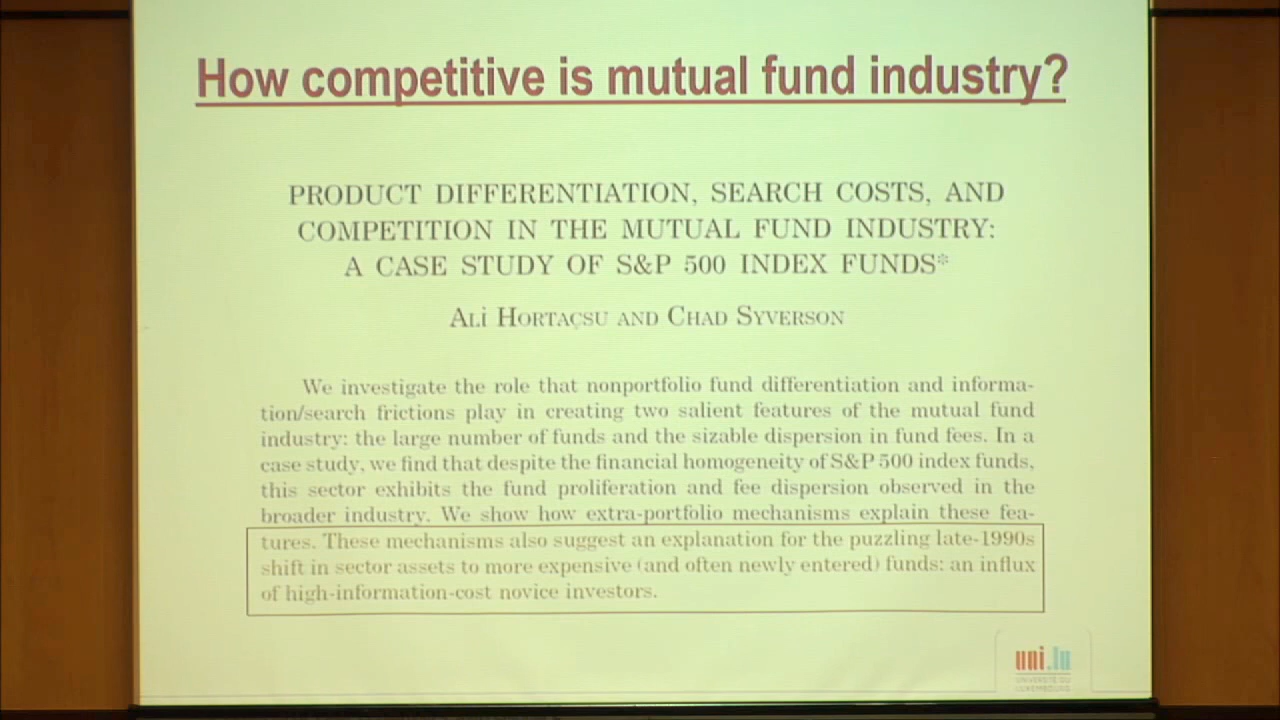 How competitive is mutual fund industry?
PRODUCT DIFFERENTIATION, SEARCH COSTS, AND
COMPETITION IN THE MUTUAL FUND INDUSTRY:
A CASE STUDY OF S&P 500 INDEX FUNDS*
ALİ HORTAÇSU AND CHAD SYVERSON
We investigate the role that nonportfolio fund differentiation and informa-
tion/search frictions play in creating two salient features of the mutual fund
industry: the large number of funds and the sizable dispersion in fund fees. In a
case study, we find that despite the financial homogeneity of S&P 500 index funds,
this sector exhibits the fund proliferation and fee dispersion observed in the
broader industry. We show how extra-portfolio mechanisms explain these fea-
tures. These mechanisms also suggest an explanation for the puzzling late-1990s
shift in sector assets to more expensive (and often newly entered) funds: an influx
of high-information-cost novice investors.
uni.lu
UNIVERSITÉ DU
LUXEMBOURG